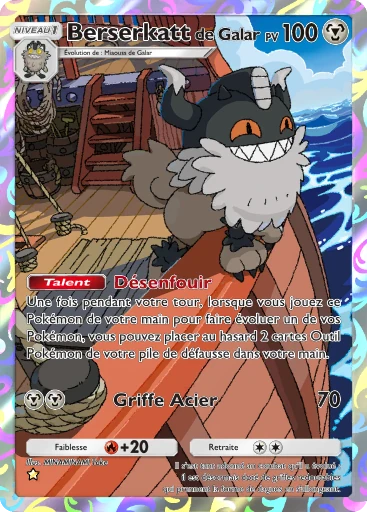 NIVEAU 1
Berserkatt de Galar PV 100
Évolution de : Miaouss de Galar
Talent Désenfouir
Une fois pendant votre tour, lorsque vous jouez ce
Pokémon de votre main pour faire évoluer un de vos
Pokémon, vous pouvez placer au hasard 2 cartes Outil
Pokémon de votre pile de défausse dans votre main.
Griffe Acier 70
Faiblesse +20 Retraite
Illus. MINAMINAMI Take